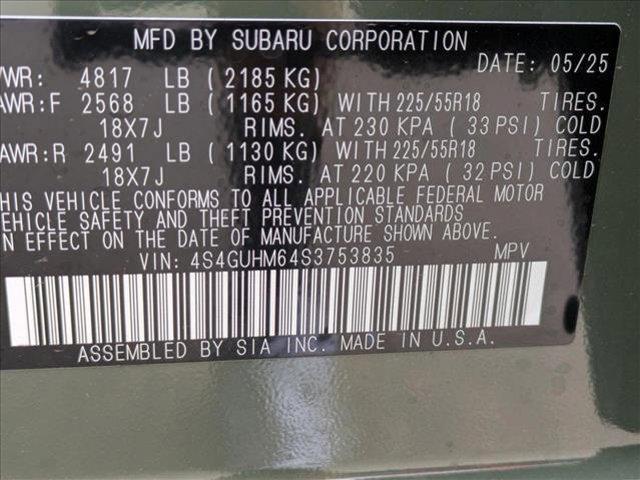 MFD BY SUBARU CORPORATION
DATE: 05/25
VWR: 4817 LB (2185 KG)
AWR:F 2568 LB (1165 KG) WITH 225/55R18 TIRES.
18X7J RIMS. AT 230 KPA ( 33 PSI) COLD
AWR:R 2491 LB (1130 KG) WITH 225/55R18 TIRES.
18X7J RIMS. AT 220 KPA ( 32 PSI) COLD
HIS VEHICLE CONFORMS TO ALL APPLICABLE FEDERAL MOTOR
EHICLE SAFETY AND THEFT PREVENTION STANDARDS
N EFFECT ON THE DATE OF MANUFACTURE SHOWN ABOVE.
VIN: 4S4GUHM64S3753835 MPV
ASSEMBLED BY SIA INC. MADE IN U.S.A.